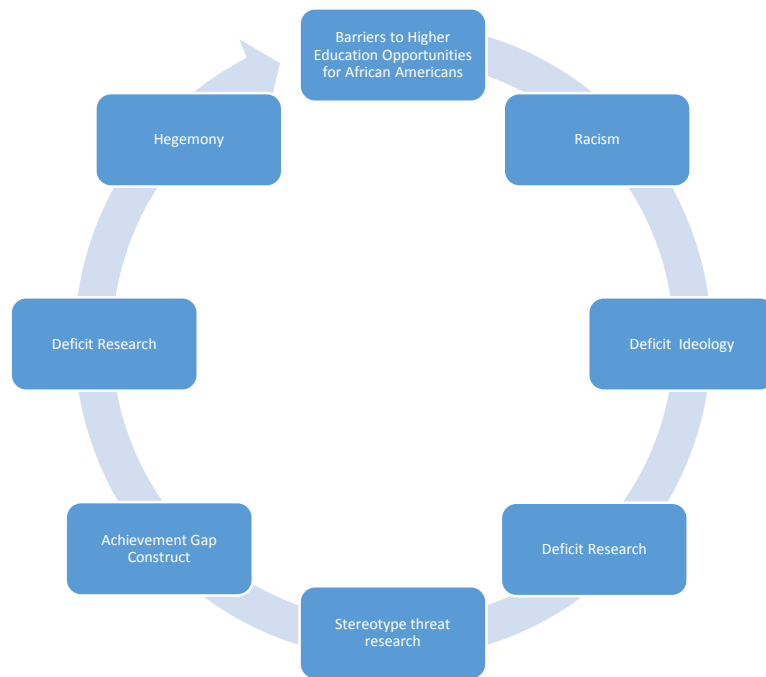 Barriers to Higher
Education Opportunities
for African Americans
Racism
Deficit  Ideology
Deficit Research
Stereotype threat
research
Achievement Gap
Construct
Deficit Research
Hegemony